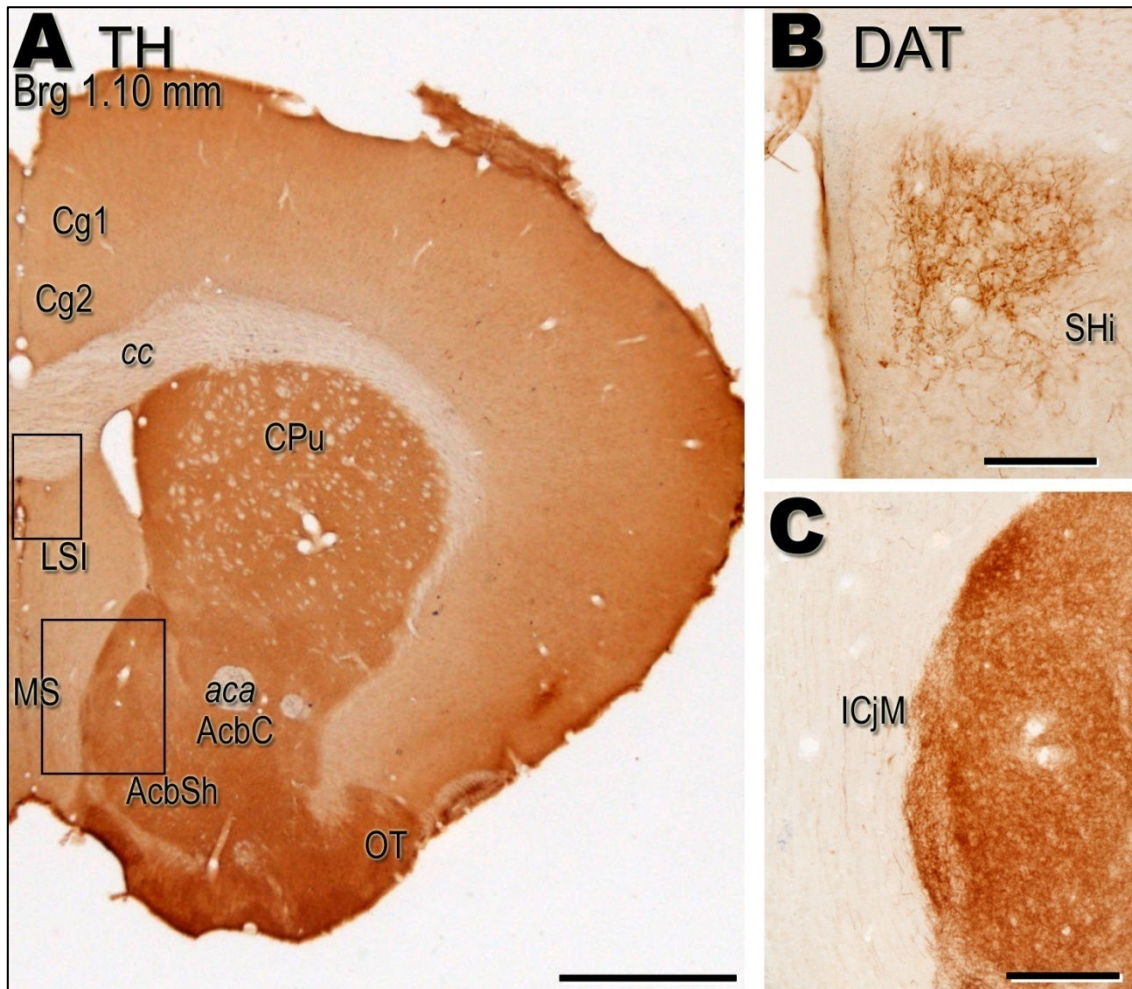 A TH
Brg 1.10 mm
Cg1
Cg2
cc
CPu
LSI
MS
aca
AcbC
AcbSh
OT
B DAT
SHi
C
ICjM